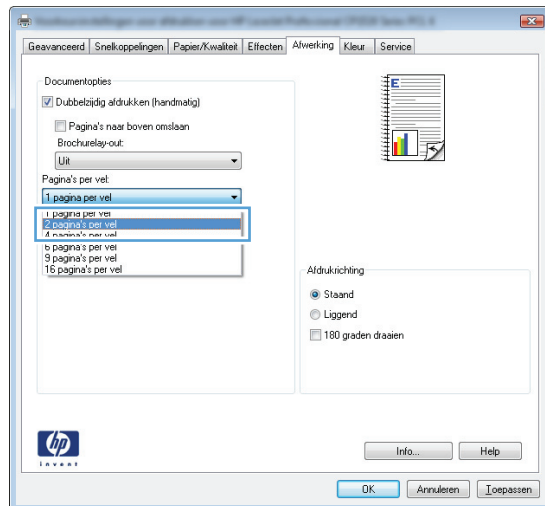 Geavanceerd Snelkoppelingen Papier/Kwaliteit Effecten Afwerking Kleur Service
Documentopties
Dubbelzijdig afdrukken (handmatig)
Pagina's naar boven omslaan
Brochurelay-out:
Uit
Pagina's per vel:
1 pagina per vel
1 pagina per vel
2 pagina's per vel
4 pagina's per vel
6 pagina's per vel
9 pagina's per vel
16 pagina's per vel
E
Afdrukrichting
Staand
Liggend
180 graden draaien
hp
invent
Info... Help
OK Annuleren Toepassen